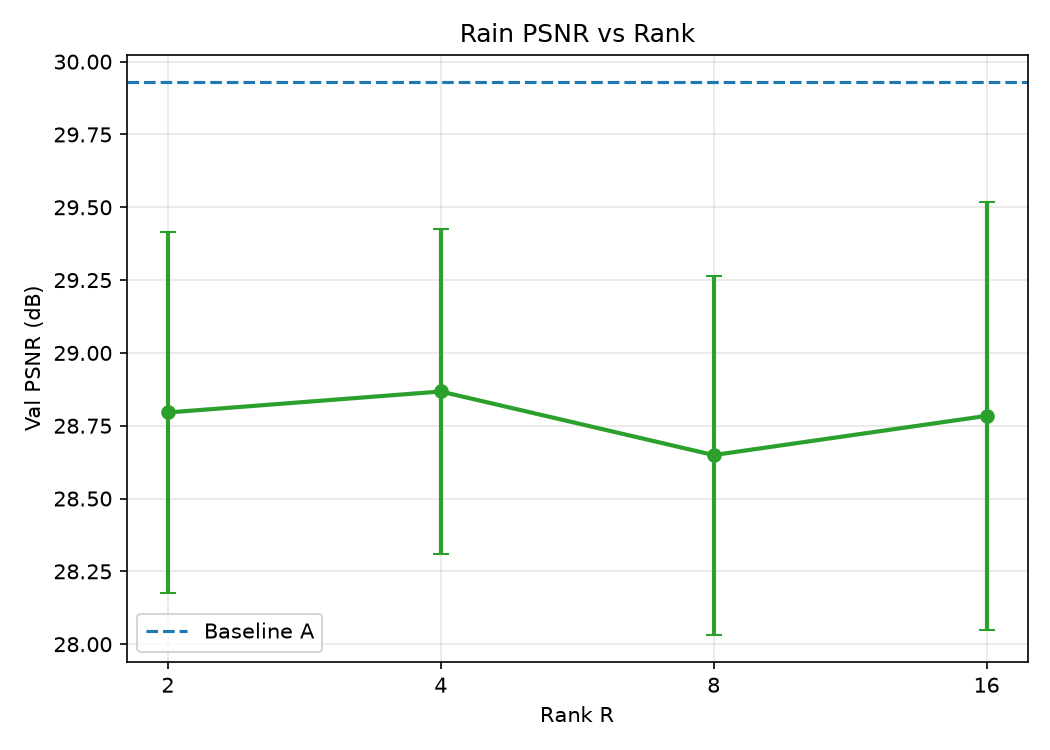 Rain PSNR vs Rank
30.00
29.75
29.50
29.25
29.00
28.75
28.50
28.25
28.00
Val PSNR (dB)
Baseline A
2 4 8 16
Rank R